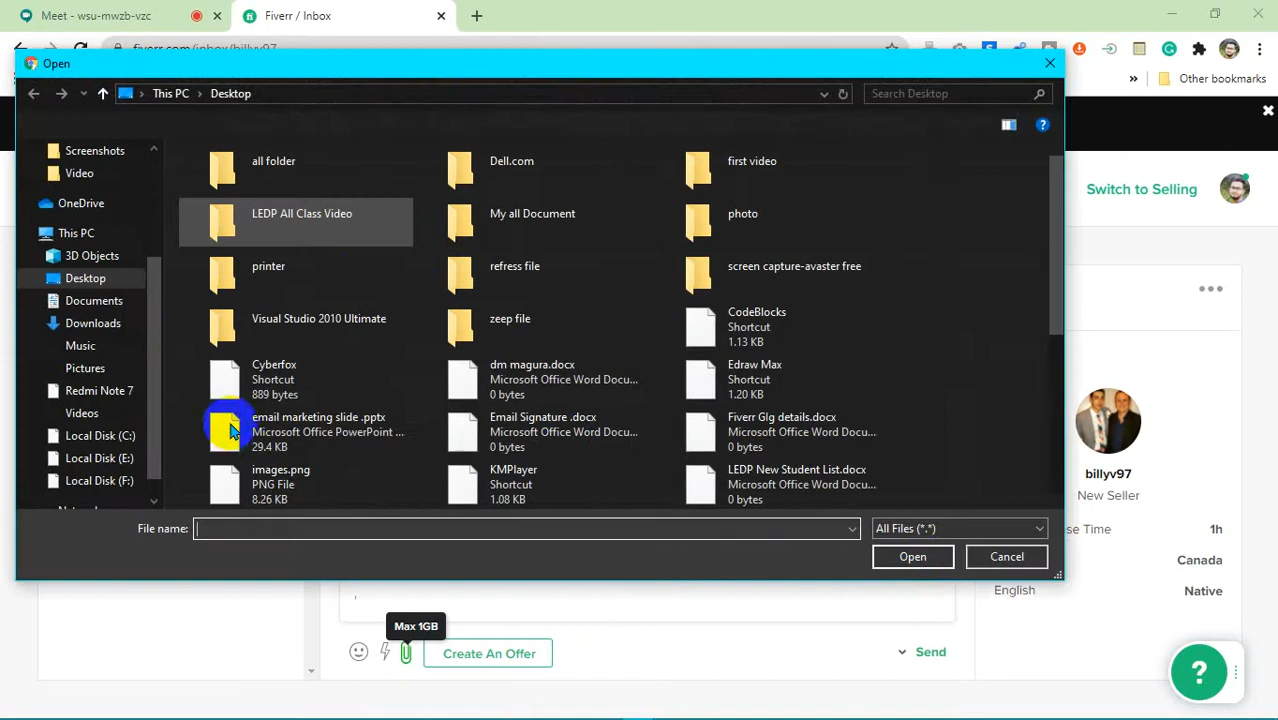 Meet - wsu-mwzb-vzc
Fiverr / Inbox
fiverr.com/inbox/billyv97
Open
Other bookmarks
This PC
Desktop
Search Desktop
Screenshots
Video
OneDrive
This PC
3D Objects
Desktop
Documents
Downloads
Music
Pictures
Redmi Note 7
Videos
Local Disk (C:)
Local Disk (E:)
Local Disk (F:)
all folder
Dell.com
first video
LEDP All Class Video
My all Document
photo
printer
refress file
screen capture-avaster free
Visual Studio 2010 Ultimate
zeep file
CodeBlocks
Shortcut
1.13 KB
Cyberfox
Shortcut
889 bytes
dm magura.docx
Microsoft Office Word Docu...
0 bytes
Edraw Max
Shortcut
1.20 KB
email marketing slide .pptx
Microsoft Office PowerPoint ...
29.4 KB
Email Signature .docx
Microsoft Office Word Docu...
0 bytes
Fiverr Glg details.docx
Microsoft Office Word Docu...
0 bytes
images.png
PNG File
8.26 KB
KMPlayer
Shortcut
1.08 KB
LEDP New Student List.docx
Microsoft Office Word Docu...
0 bytes
File name:
All Files (*.*)
Open
Cancel
Switch to Selling
billyv97
New Seller
Time
1h
Canada
English
Native
Max 1GB
Create An Offer
Send
?